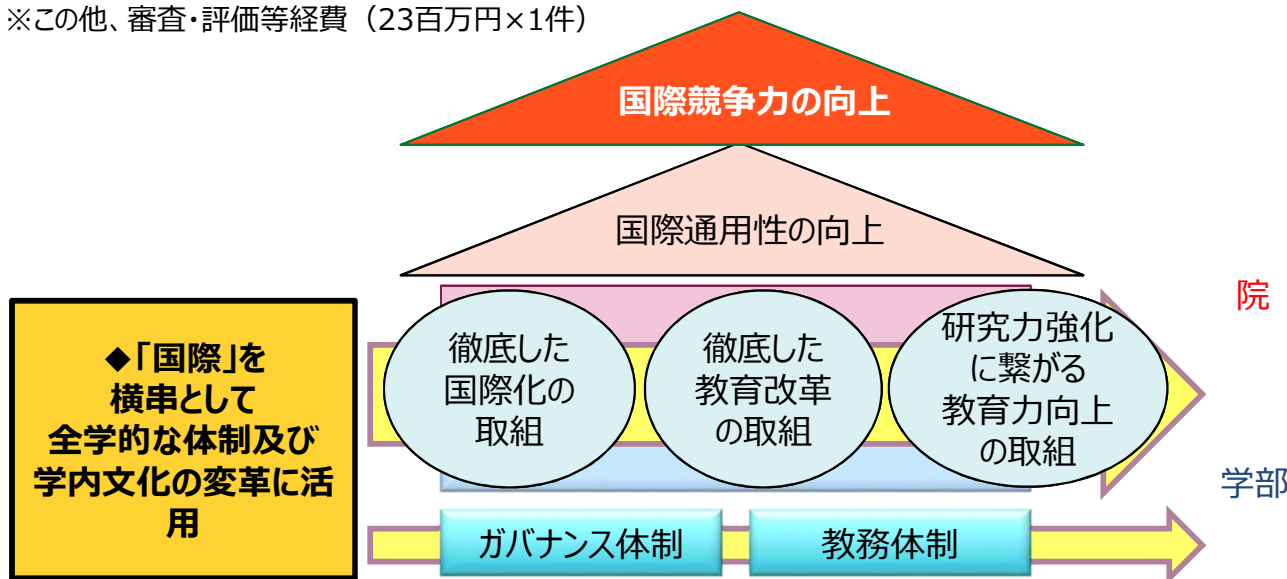 ※この他、審査・評価等経費（23百万円×1件）
国際競争力の向上
国際通用性の向上
院
◆「国際」を
横串として
全学的な体制及び
学内文化の変革に活
用
徹底した
国際化の
取組
徹底した
教育改革
の取組
研究力強化
に繋がる
教育力向上
の取組
学部
ガバナンス体制
教務体制